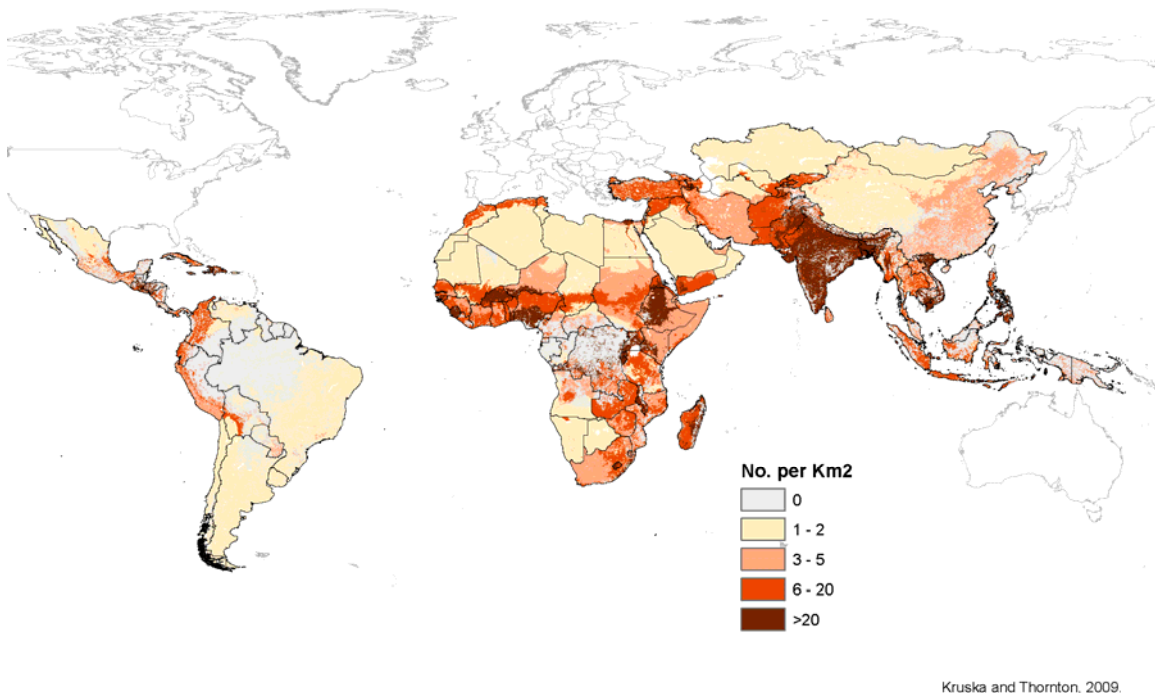 No. per Km2
0
1 - 2
3 - 5
6 - 20
>20
Kruska and Thornton. 2009.